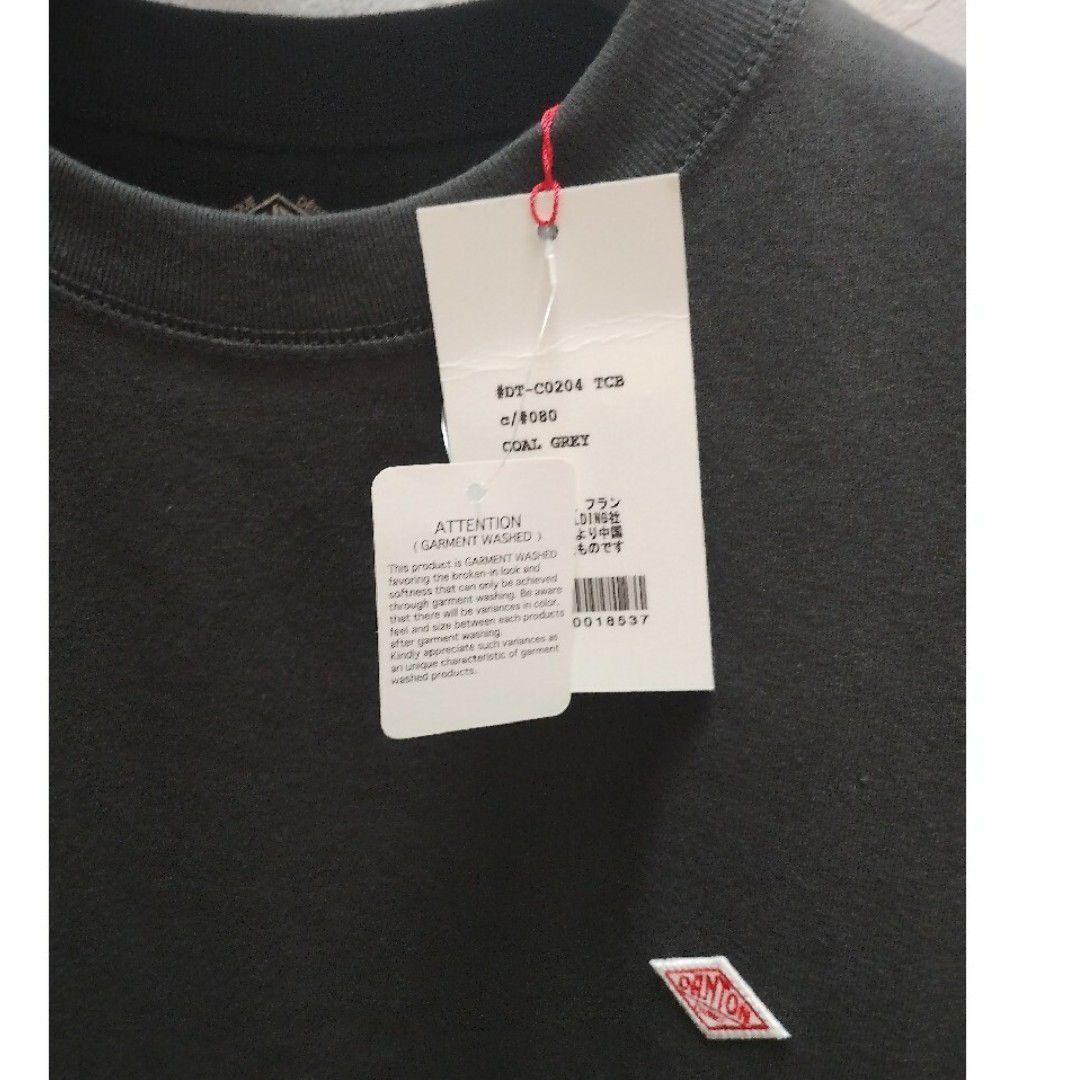 #DT-C0204 TCB
c/#080
COAL GREY
フラン
LDING社
より中国
ものです
0018537
ATTENTION
( GARMENT WASHED )
This product is GARMENT WASHED
favoring the broken-in look and
softness that can only be achieved
through garment washing. Be aware
that there will be variances in color,
feel and size between each products
after garment washing.
Kindly appreciate such variances as
an unique characteristic of garment
washed products.
DANTON